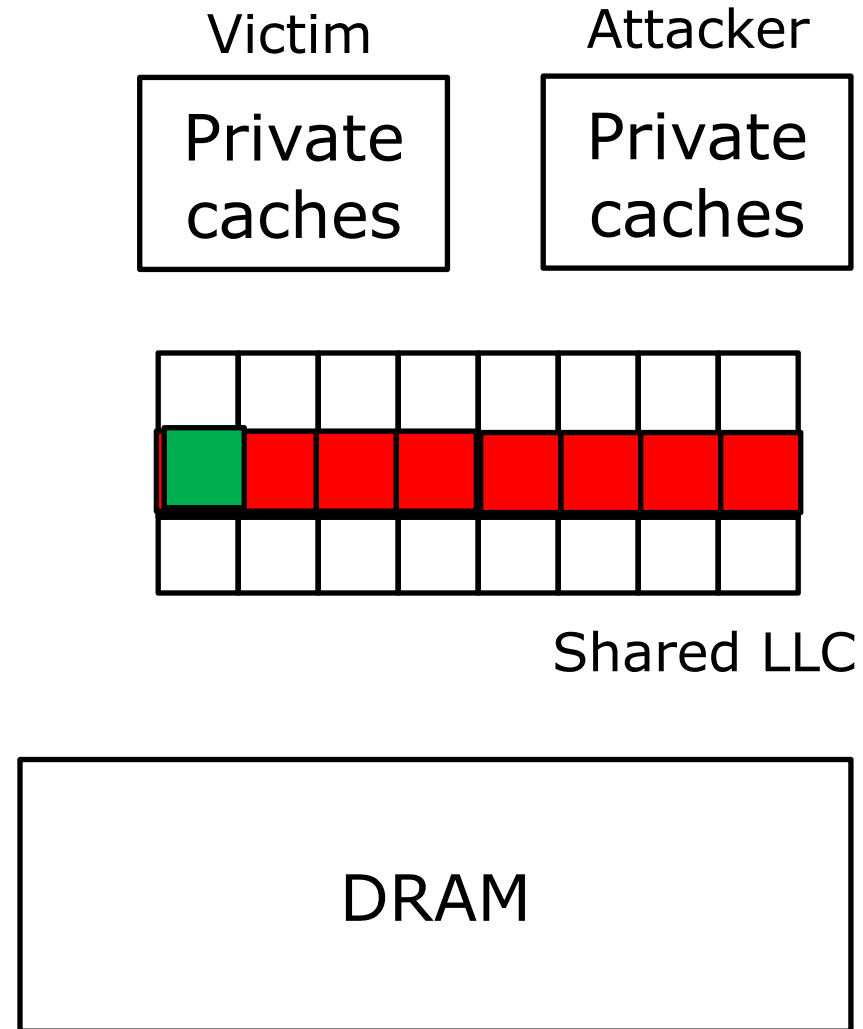 Victim
Attacker
Private
caches
Private
caches
Shared LLC
DRAM